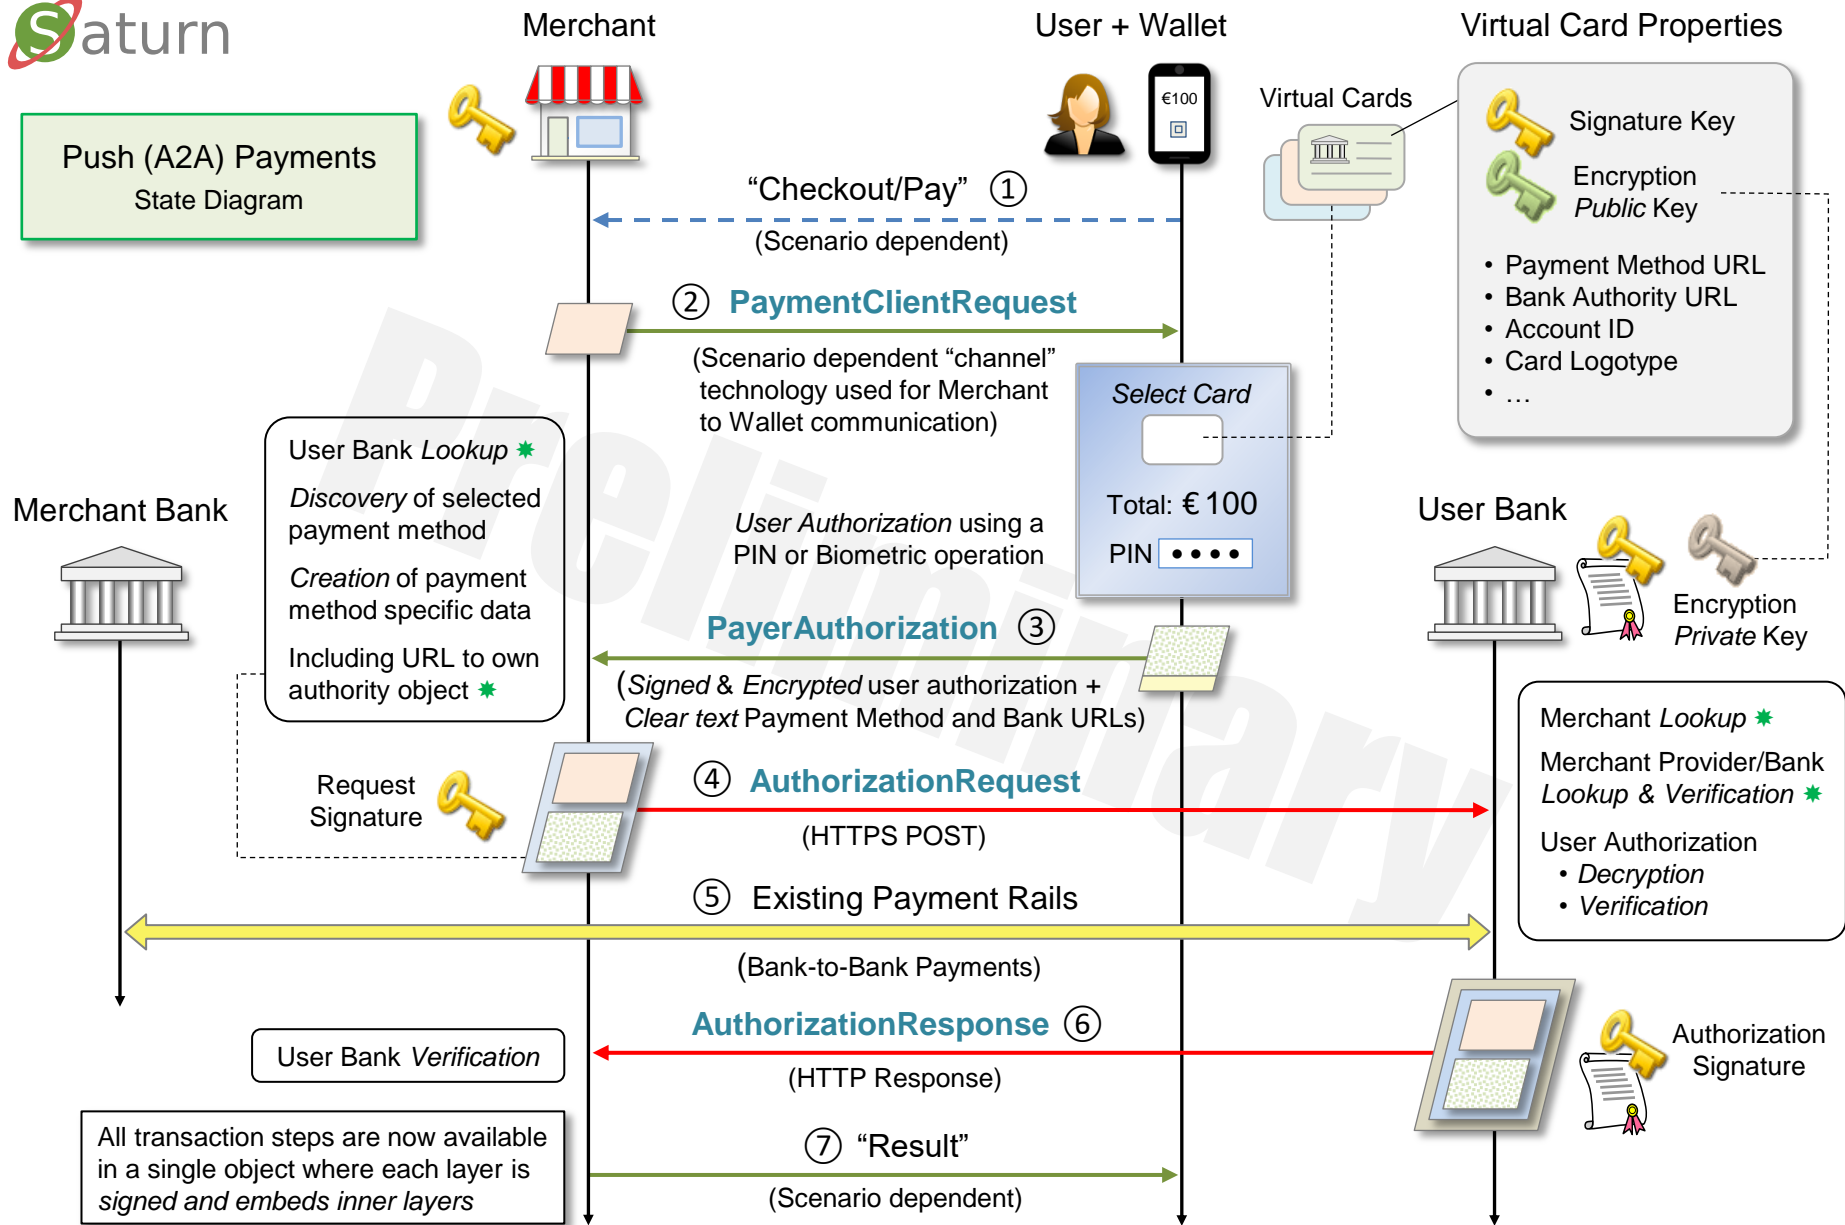 Saturn
Merchant
User + Wallet
Virtual Card Properties
Push (A2A) Payments
State Diagram
€100
Virtual Cards
Signature Key
Encryption
Public Key
• Payment Method URL
• Bank Authority URL
• Account ID
• Card Logotype
• …
“Checkout/Pay” ①
(Scenario dependent)
② PaymentClientRequest
(Scenario dependent “channel”
technology used for Merchant
to Wallet communication)
Select Card
Total: € 100
PIN ••••
User Authorization using a
PIN or Biometric operation
User Bank Lookup ✷
Discovery of selected
payment method
Creation of payment
method specific data
Including URL to own
authority object ✷
Merchant Bank
User Bank
Encryption
Private Key
PayerAuthorization ③
(Signed & Encrypted user authorization +
Clear text Payment Method and Bank URLs)
Merchant Lookup ✷
Merchant Provider/Bank
Lookup & Verification ✷
User Authorization
• Decryption
• Verification
Request
Signature
④ AuthorizationRequest
(HTTPS POST)
⑤ Existing Payment Rails
(Bank-to-Bank Payments)
AuthorizationResponse ⑥
(HTTP Response)
User Bank Verification
Authorization
Signature
All transaction steps are now available
in a single object where each layer is
signed and embeds inner layers
⑦ “Result”
(Scenario dependent)
Preliminary